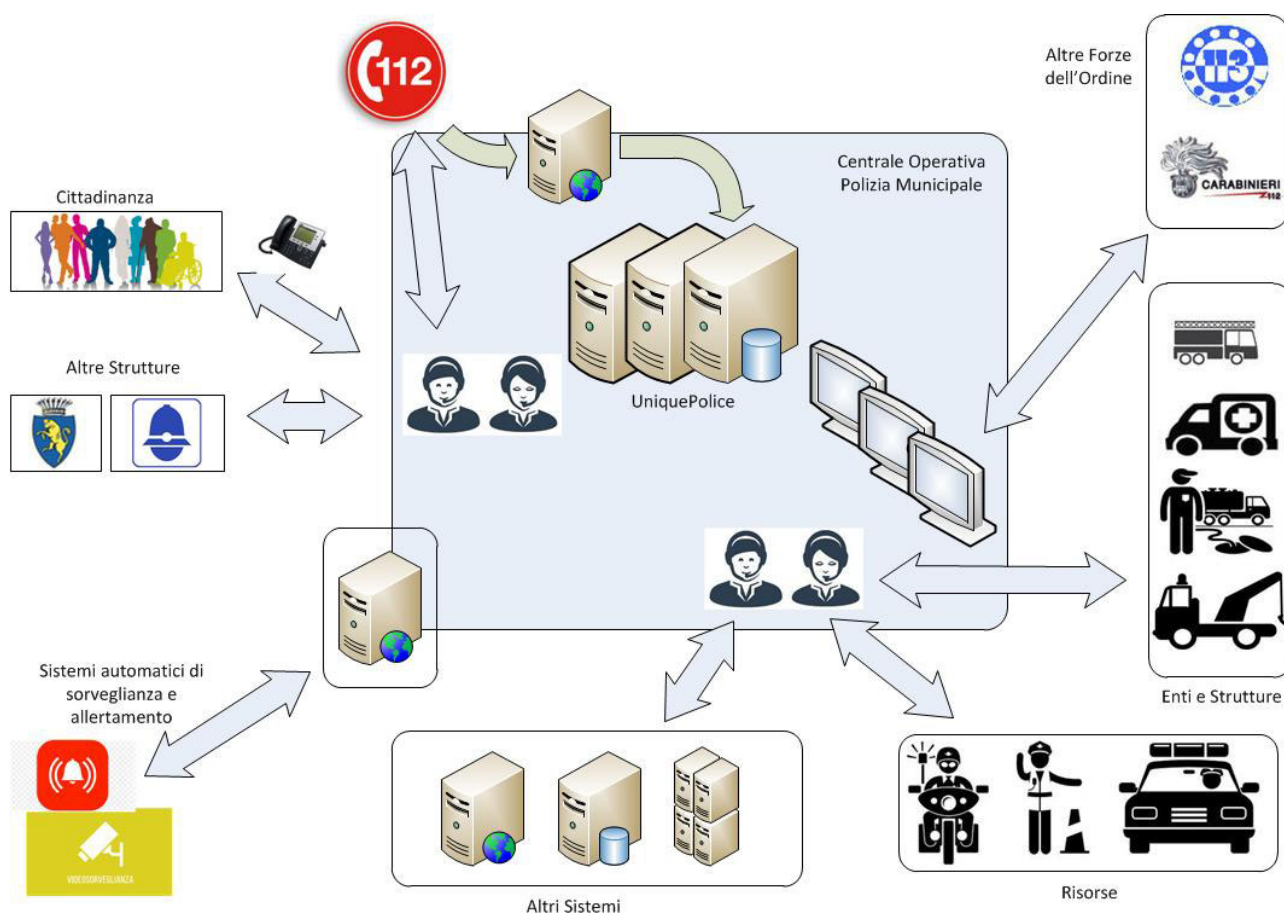 112
Altre Forze
dell'Ordine
113
CARABINIERI
112
Centrale Operativa
Polizia Municipale
Cittadinanza
Altre Strutture
UniquePolice
Sistemi automatici di
sorveglianza e
allertamento
VIDEOSORVEGLIANZA
Enti e Strutture
Altri Sistemi
Risorse